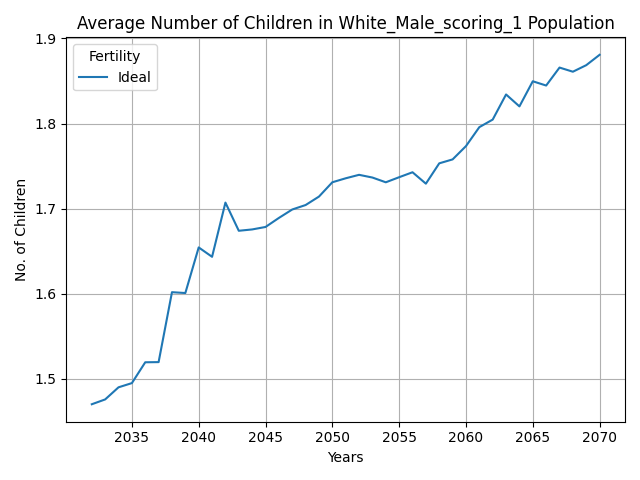 Average Number of Children in White_Male_scoring_1 Population
Fertility
Ideal
No. of Children
1.9
1.8
1.7
1.6
1.5
2035 2040 2045 2050 2055 2060 2065 2070
Years